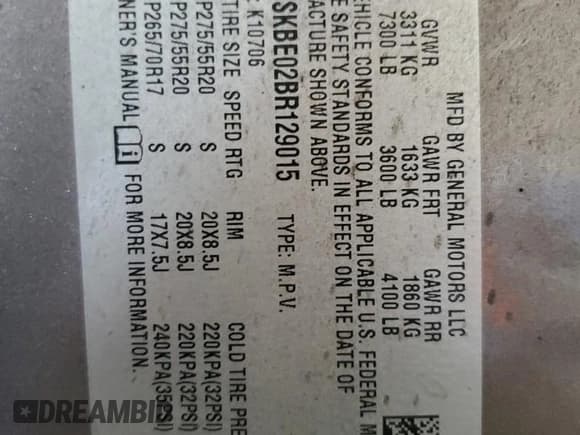 MFD BY GENERAL MOTORS LLC
GVWR GAWR FRT GAWR RR
3311 KG 1633 KG 1860 KG
7300 LB 3600 LB 4100 LB
VEHICLE CONFORMS TO ALL APPLICABLE U.S. FEDERAL M
E SAFETY STANDARDS IN EFFECT ON THE DATE OF
FACTURE SHOWN ABOVE.
SKBE02BR129015 TYPE: M.P.V.
: K10706
TIRE SIZE SPEED RTG RIM COLD TIRE PRE
P275/55R20 S 20X8.5J 220KPA(32PSI)
P275/55R20 S 20X8.5J 220KPA(32PSI)
P265/70R17 S 17X7.5J 240KPA(35PSI)
NER'S MANUAL i FOR MORE INFORMATION.
DREAMBID